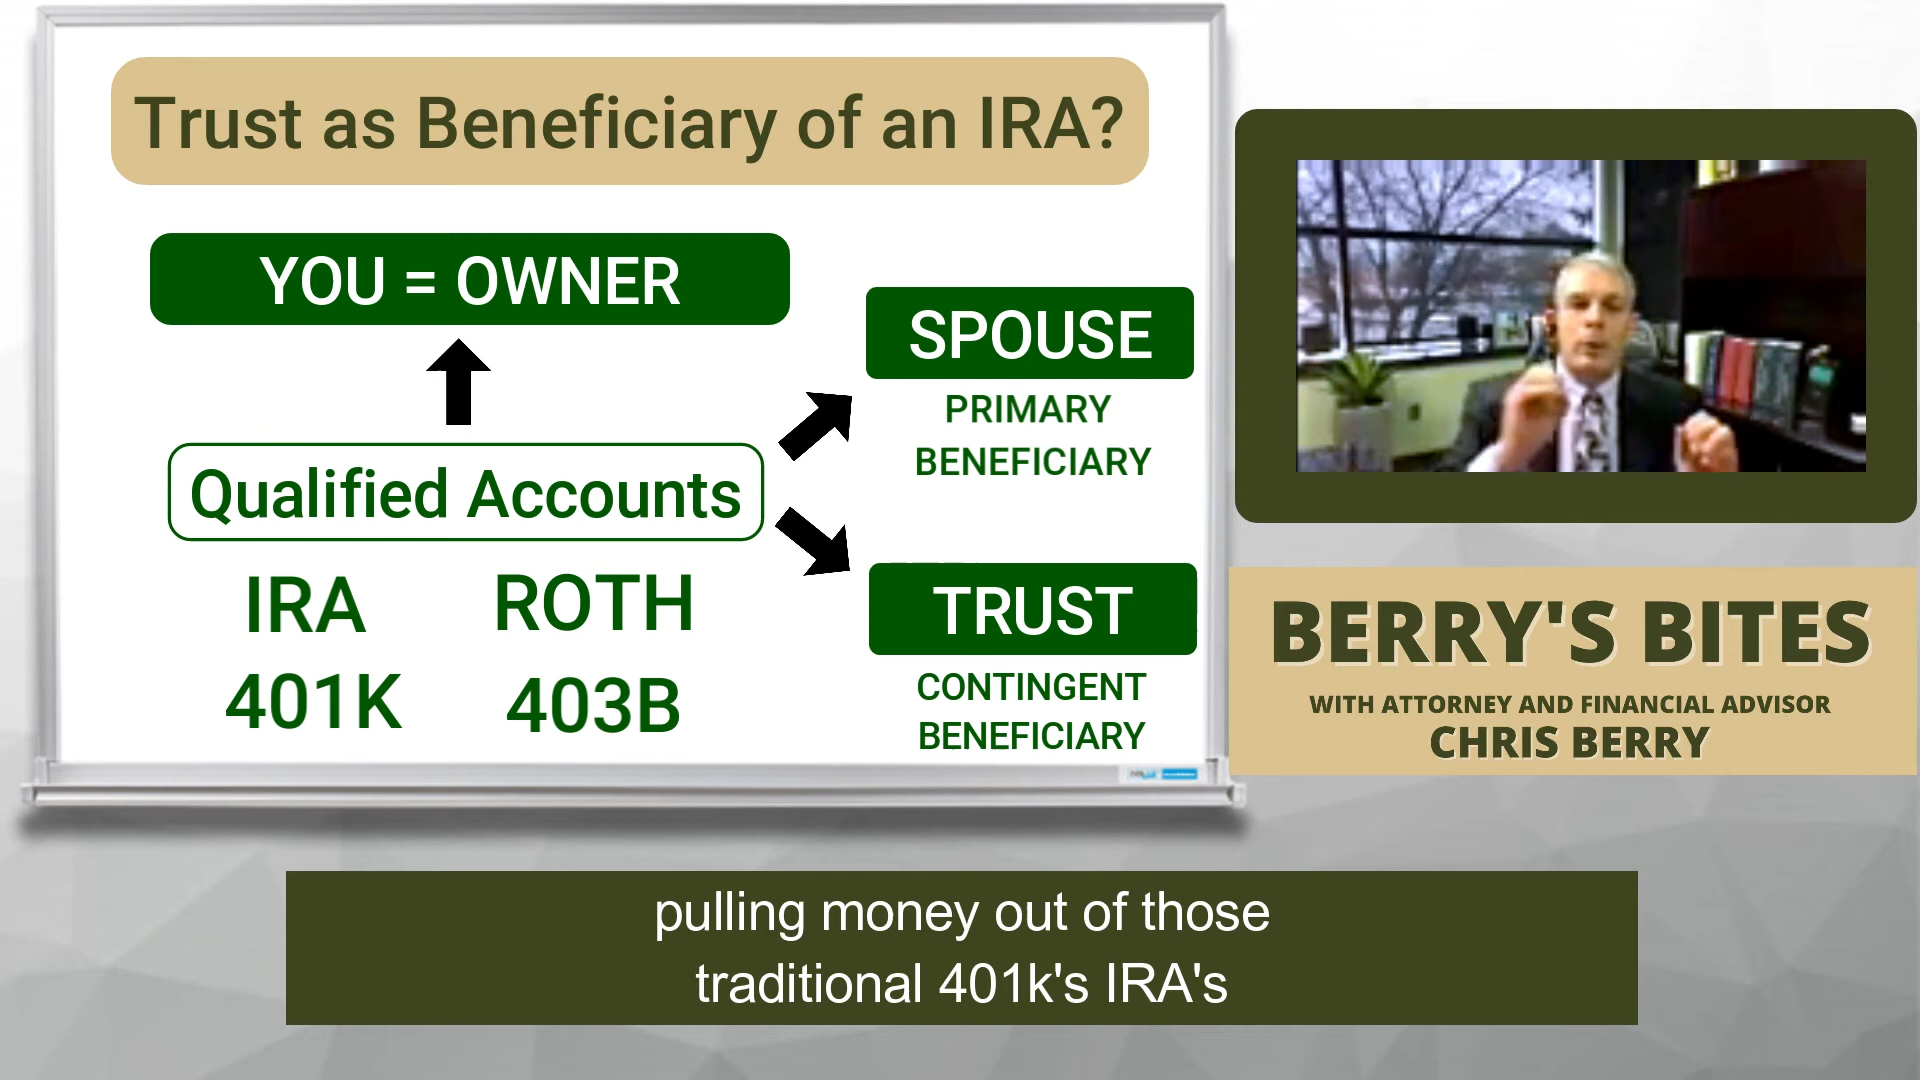 Trust as Beneficiary of an IRA?
YOU = OWNER
SPOUSE
PRIMARY
BENEFICIARY
Qualified Accounts
IRA
ROTH
401K
403B
TRUST
CONTINGENT
BENEFICIARY
BERRY'S BITES
WITH ATTORNEY AND FINANCIAL ADVISOR
CHRIS BERRY
pulling money out of those
traditional 401k's IRA's